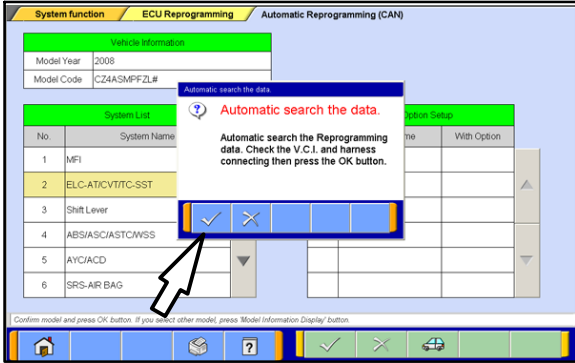 System function
ECU Reprogramming
Automatic Reprogramming (CAN)
Vehicle Information
Model Year 2008
Model Code CZ4ASMPFZL#
System List
No. System Name
1 MFI
2 ELC-AT/CVT/TC-SST
3 Shift Lever
4 ABS/ASC/ASTC/WSS
5 AYC/ACD
6 SRS-AIR BAG
Option Setup
With Option
Automatic search the data.
Automatic search the data.
Automatic search the Reprogramming
data. Check the V.C.I. and harness
connecting then press the OK button.
Confirm model and press OK button. If you select other model, press 'Model Information Display' button.